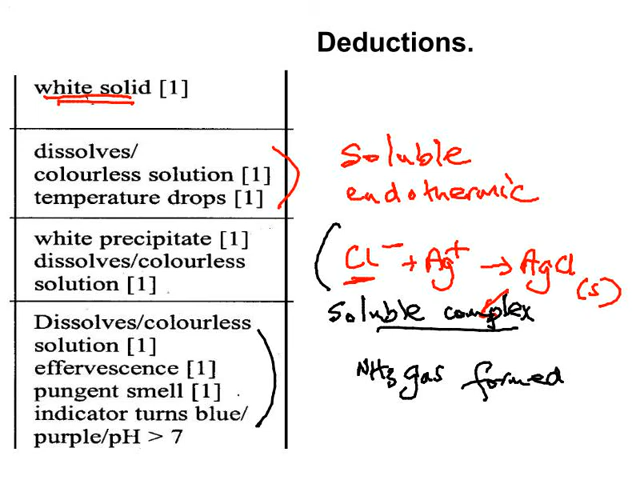 Deductions.
white solid [1]
dissolves/
colourless solution [1]
temperature drops [1]
soluble
endothermic
white precipitate [1]
dissolves/colourless
solution [1]
Cl⁻ + Ag⁺ → AgCl (s)
soluble complex
Dissolves/colourless
solution [1]
effervescence [1]
pungent smell [1]
indicator turns blue/
purple/pH > 7
NH3 gas formed